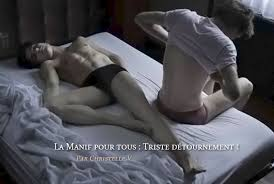 La Manif pour tous : Triste détournement !
Par Christelle V.